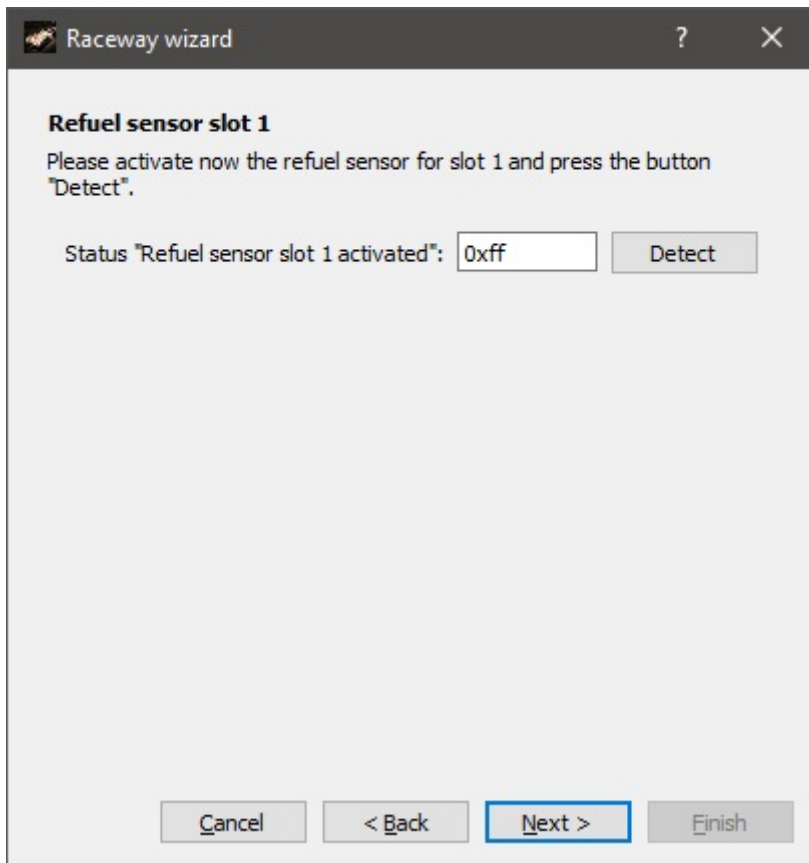 Raceway wizard ? ×
Refuel sensor slot 1
Please activate now the refuel sensor for slot 1 and press the button
"Detect".
Status "Refuel sensor slot 1 activated": 0xff Detect
Cancel < Back Next > Finish